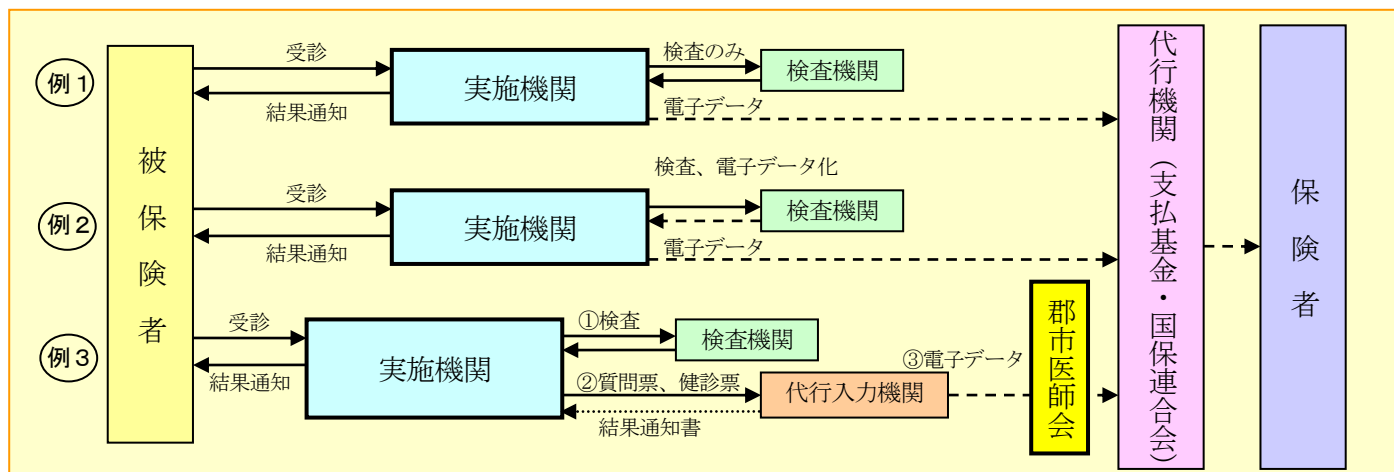 例1
被保険者
受診
結果通知
実施機関
検査のみ
検査機関
電子データ
例2
受診
結果通知
実施機関
検査、電子データ化
検査機関
電子データ
例3
受診
結果通知
実施機関
①検査
検査機関
②質問票、健診票
代行入力機関
結果通知書
③電子データ
郡市医師会
代行機関(支払基金・国保連合会)
保険者